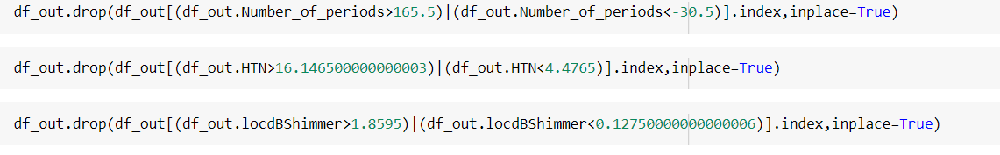 df_out.drop(df_out[(df_out.Number_of_periods>165.5)|(df_out.Number_of_periods<-30.5)].index,inplace=True)
df_out.drop(df_out[(df_out.HTN>16.146500000000003)|(df_out.HTN<4.4765)].index,inplace=True)
df_out.drop(df_out[(df_out.locdBShimmer>1.8595)|(df_out.locdBShimmer<0.12750000000000006)].index,inplace=True)